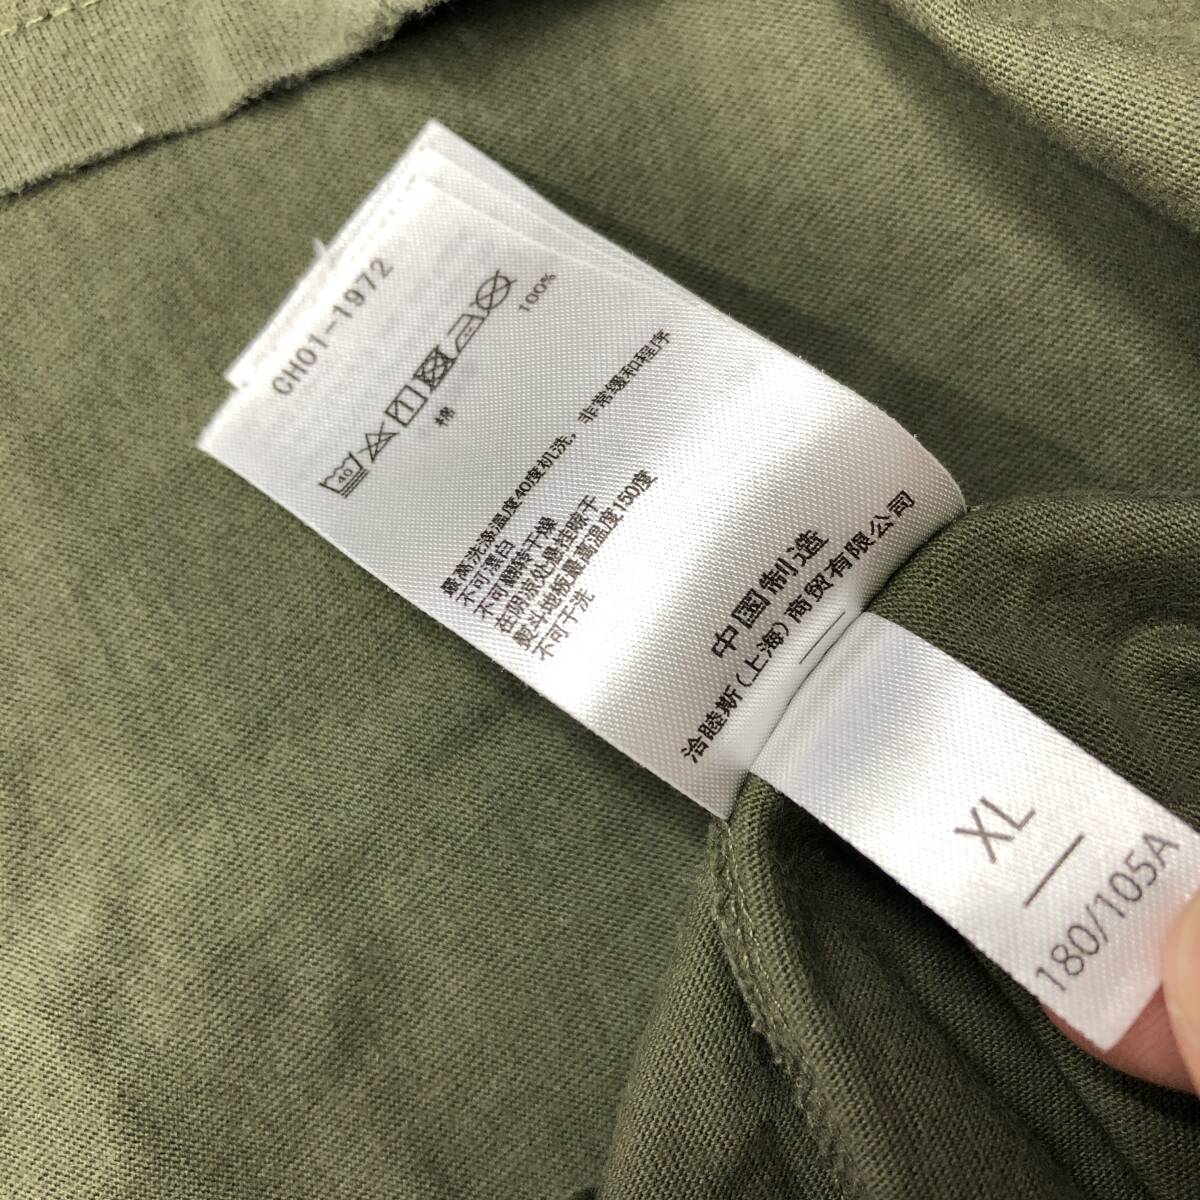 CH01-1972
40
棉 100%
最高洗涤温度40度机洗，非常缓和程序
不可漂白
不可翻转干燥
在阴凉处悬挂晾干
熨斗地板最高温度150度
不可干洗
中国制造
洽睦斯(上海)商贸有限公司
XL
180/105A